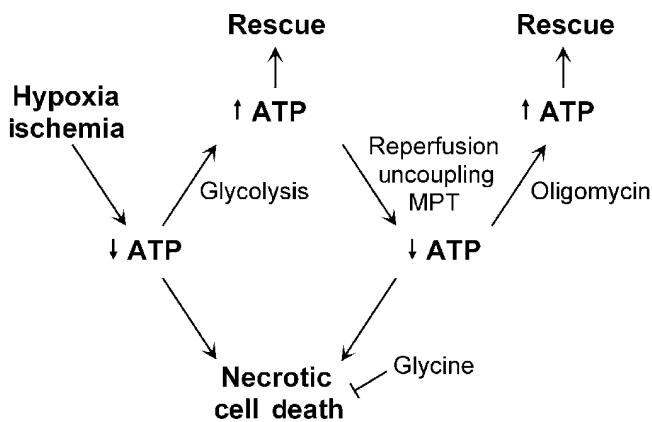 Rescue
Rescue
Hypoxia
ischemia
↑ ATP
↑ ATP
Reperfusion
uncoupling
MPT
Glycolysis
Oligomycin
↓ ATP
↓ ATP
Necrotic
cell death
Glycine